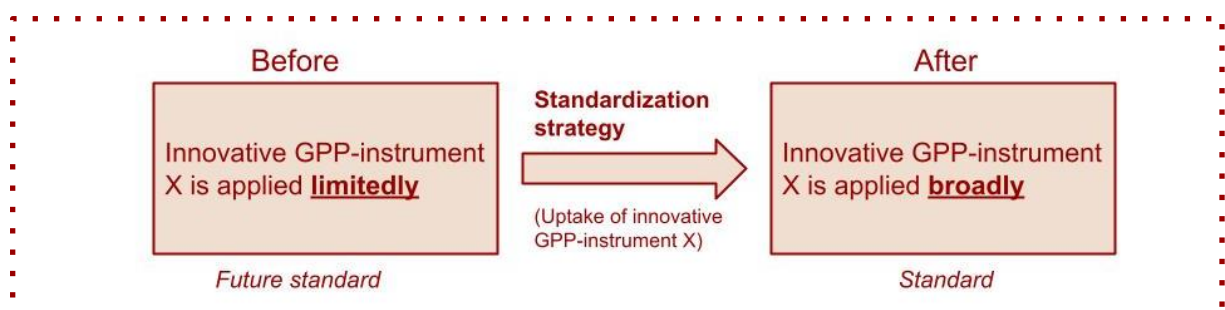 Before
After
Innovative GPP-instrument
X is applied limitedly
Standardization
strategy
(Uptake of innovative
GPP-instrument X)
Innovative GPP-instrument
X is applied broadly
Future standard
Standard